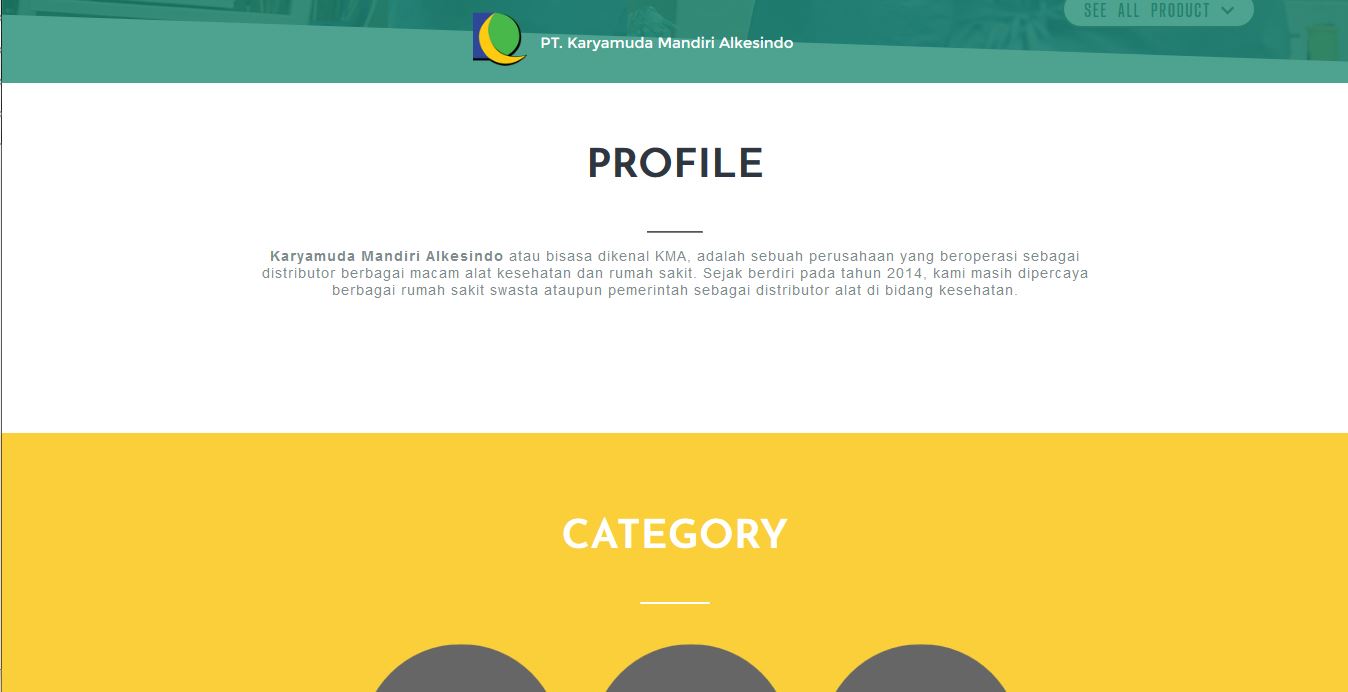 SEE ALL PRODUCT
PT. Karyamuda Mandiri Alkesindo
PROFILE
Karyamuda Mandiri Alkesindo atau bisasa dikenal KMA, adalah sebuah perusahaan yang beroperasi sebagai
distributor berbagai macam alat kesehatan dan rumah sakit. Sejak berdiri pada tahun 2014, kami masih dipercaya
berbagai rumah sakit swasta ataupun pemerintah sebagai distributor alat di bidang kesehatan.
CATEGORY